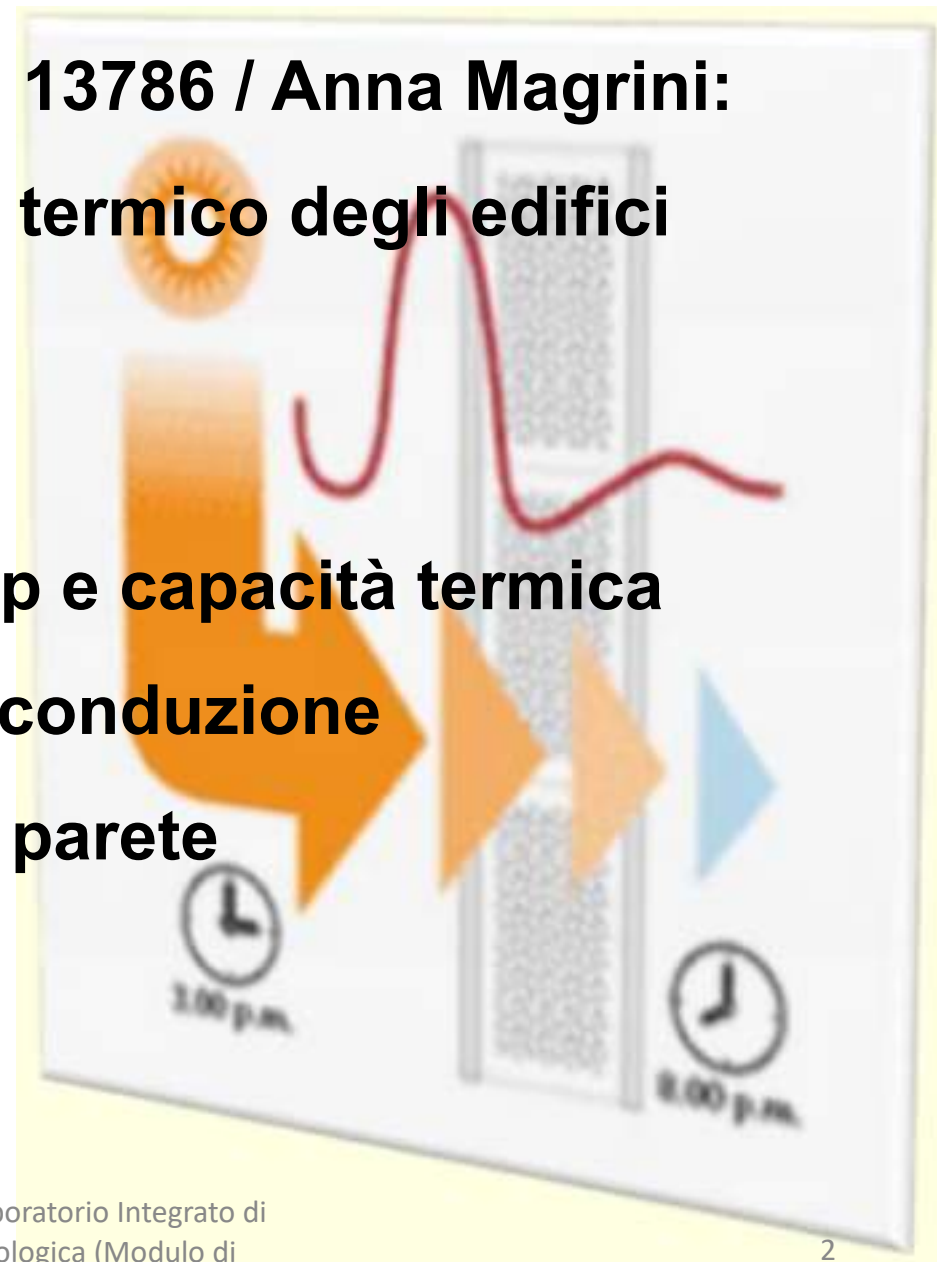 13786 / Anna Magrini:
termico degli edifici
p e capacità termica
conduzione
parete
3.00 p.m.
8.00 p.m.
oratorio Integrato di
ologica (Modulo di
2